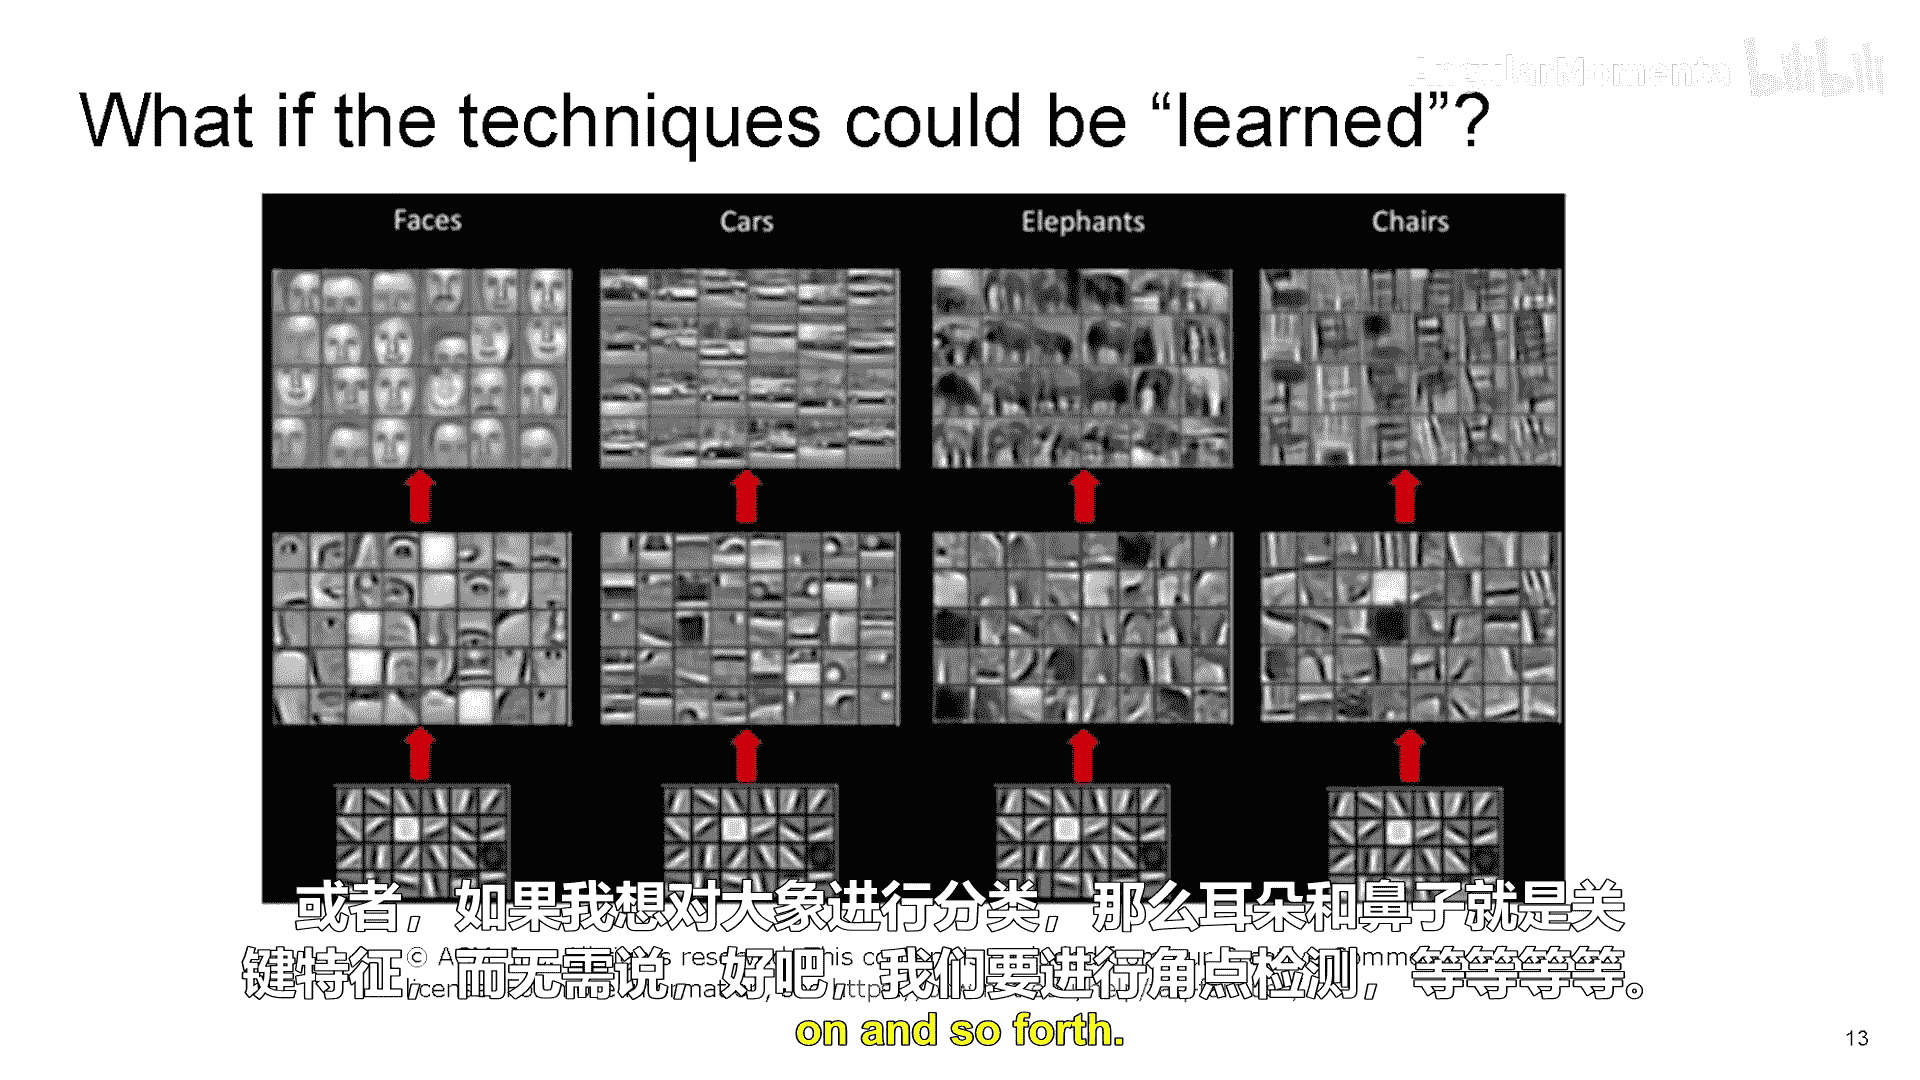 AngularMomenta bilibili
What if the techniques could be “learned”?
Faces Cars Elephants Chairs
或者，如果我想对大象进行分类，那么耳朵和鼻子就是关
键特征，而无需说，好吧，我们要进行角点检测，等等等等。
on and so forth.
13